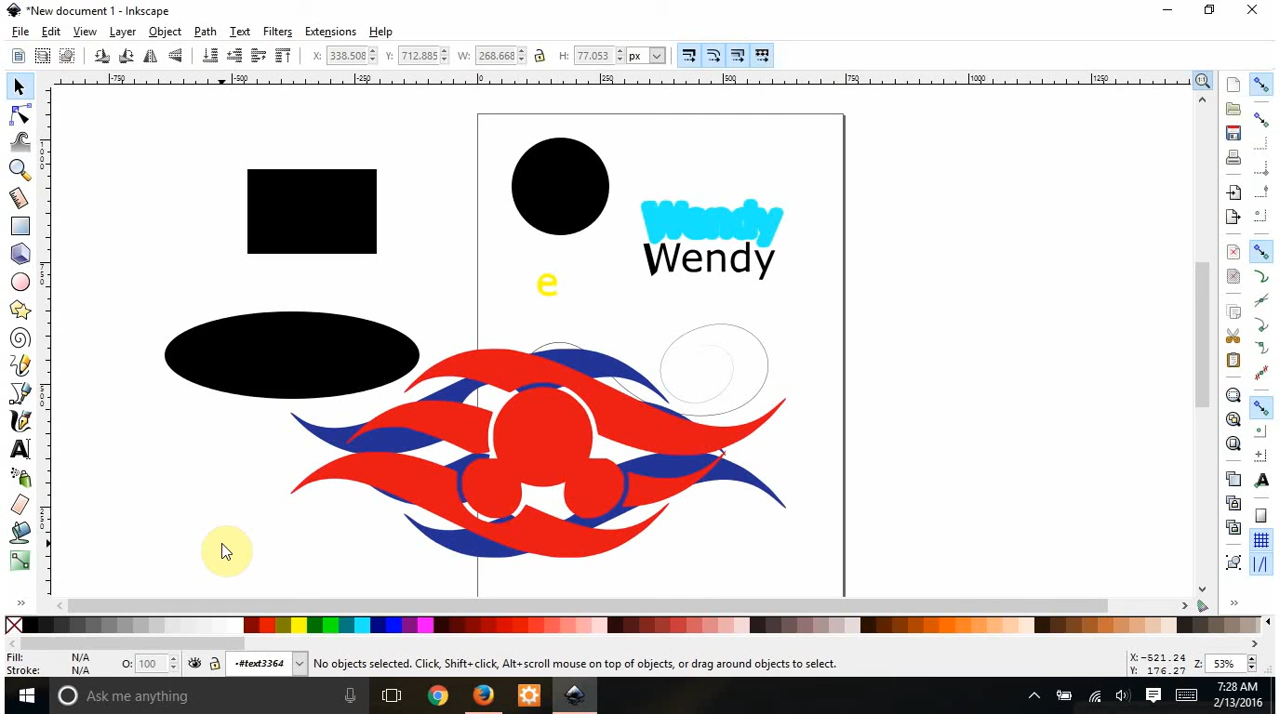 *New document 1 - Inkscape
File Edit View Layer Object Path Text Filters Extensions Help
X: 338.508 Y: 712.885 W: 268.668 H: 77.053 px
-750 -500 -250 0 250 500 750 1000 1250
Wendy
Wendy
e
Fill: N/A
Stroke: N/A
O: 100
#text3364
No objects selected. Click, Shift+click, Alt+scroll mouse on top of objects, or drag around objects to select.
X: -521.24
Y: 176.27
Z: 53%
Ask me anything
7:28 AM
2/13/2016